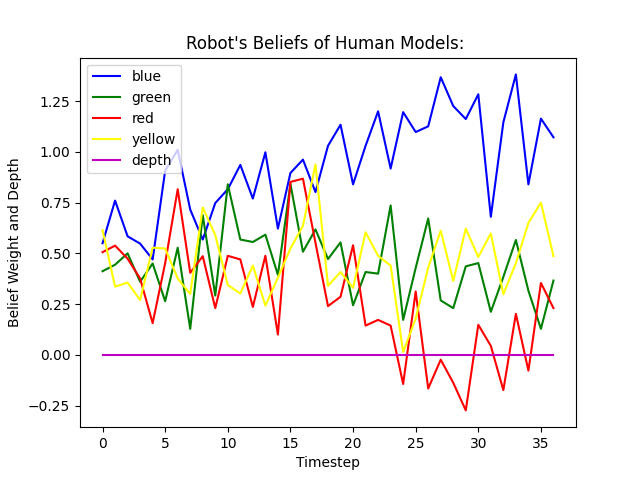 Robot's Beliefs of Human Models:
blue
green
red
yellow
depth
Belief Weight and Depth
1.25
1.00
0.75
0.50
0.25
0.00
−0.25
0 5 10 15 20 25 30 35
Timestep